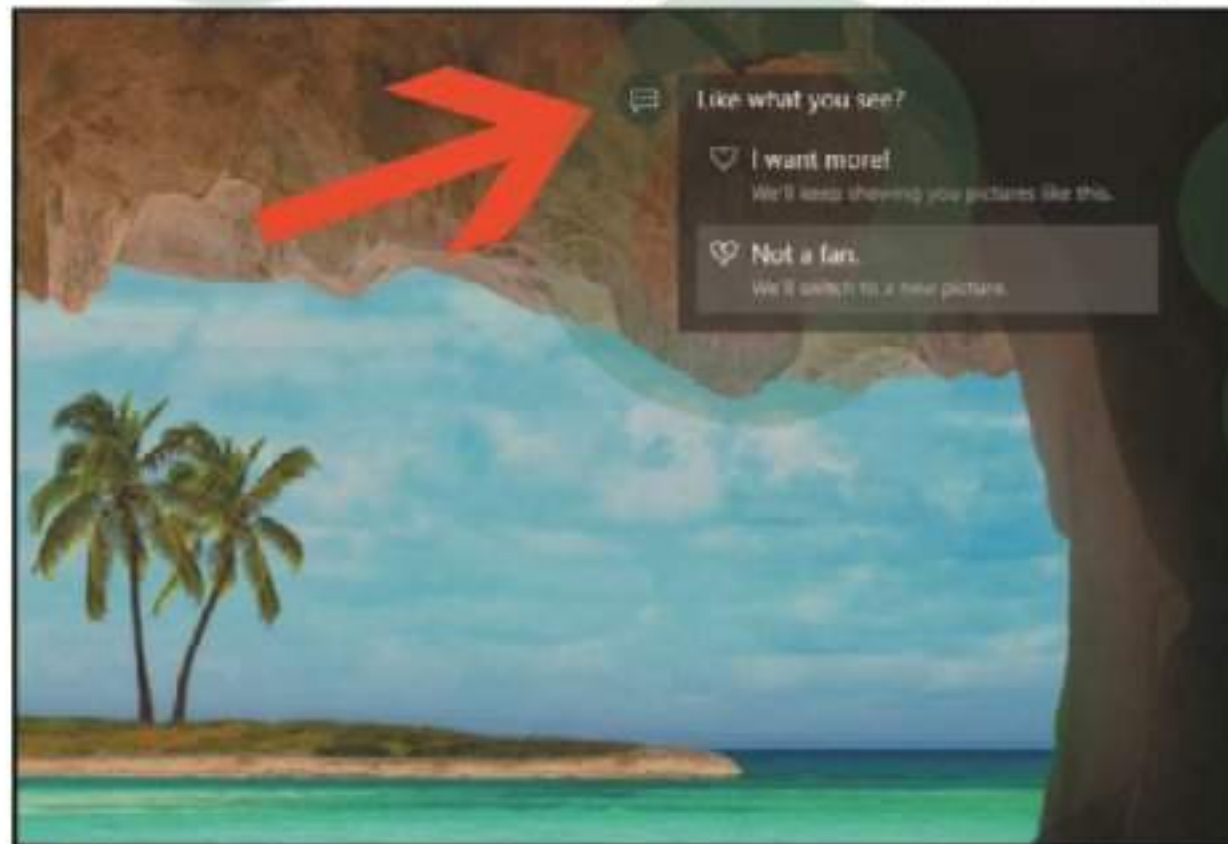 Like what you see?
I want more!
We'll keep showing you pictures like this.
Not a fan.
We'll switch to a new picture.